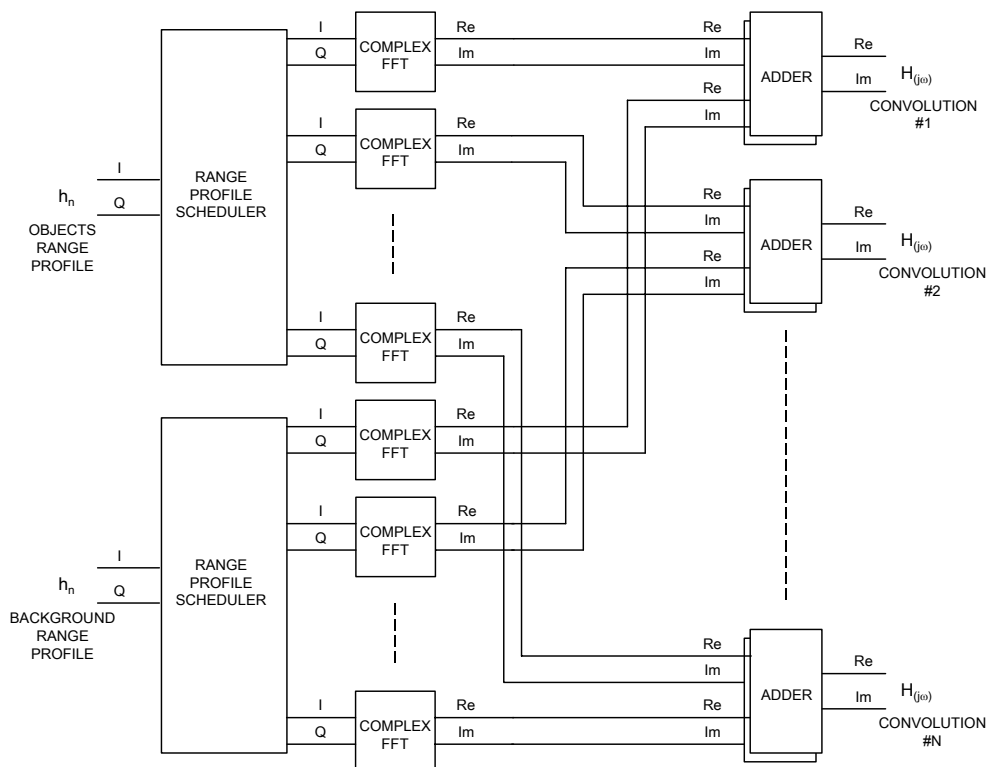 I
Q
COMPLEX
FFT
Re
Im
Re
Im
Re
Im
ADDER
Re
Im
H(jω)
CONVOLUTION
#1
I
Q
COMPLEX
FFT
Re
Im
hn
I
Q
OBJECTS
RANGE
PROFILE
RANGE
PROFILE
SCHEDULER
Re
Im
Re
Im
ADDER
Re
Im
H(jω)
CONVOLUTION
#2
I
Q
COMPLEX
FFT
Re
Im
I
Q
COMPLEX
FFT
Re
Im
I
Q
COMPLEX
FFT
Re
Im
hn
I
Q
BACKGROUND
RANGE
PROFILE
RANGE
PROFILE
SCHEDULER
I
Q
COMPLEX
FFT
Re
Im
Re
Im
Re
Im
ADDER
Re
Im
H(jω)
CONVOLUTION
#N